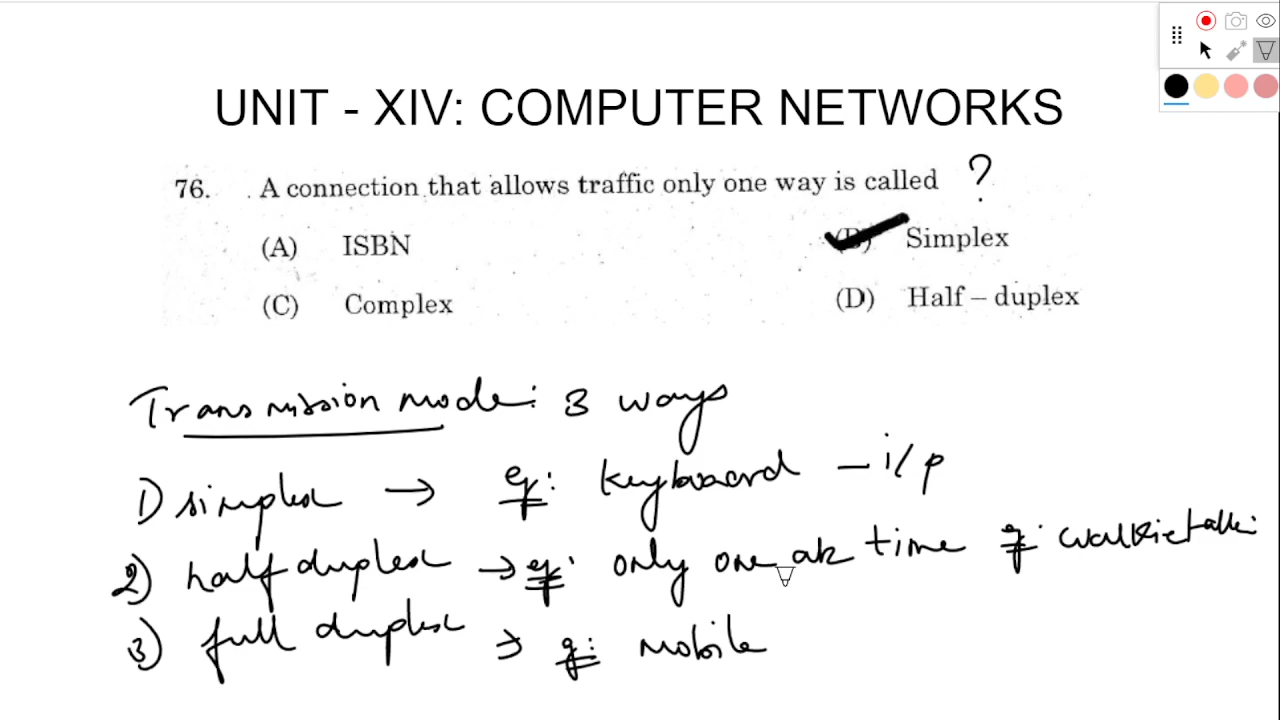 UNIT - XIV: COMPUTER NETWORKS
76. A connection that allows traffic only one way is called ?
(A) ISBN (B) Simplex
(C) Complex (D) Half – duplex
Transmission mode: 3 ways
1) simplex → eg: keyboard – i/p
2) half duplex → eg: only one at time eg: walkietalkie
3) full duplex → eg: mobile